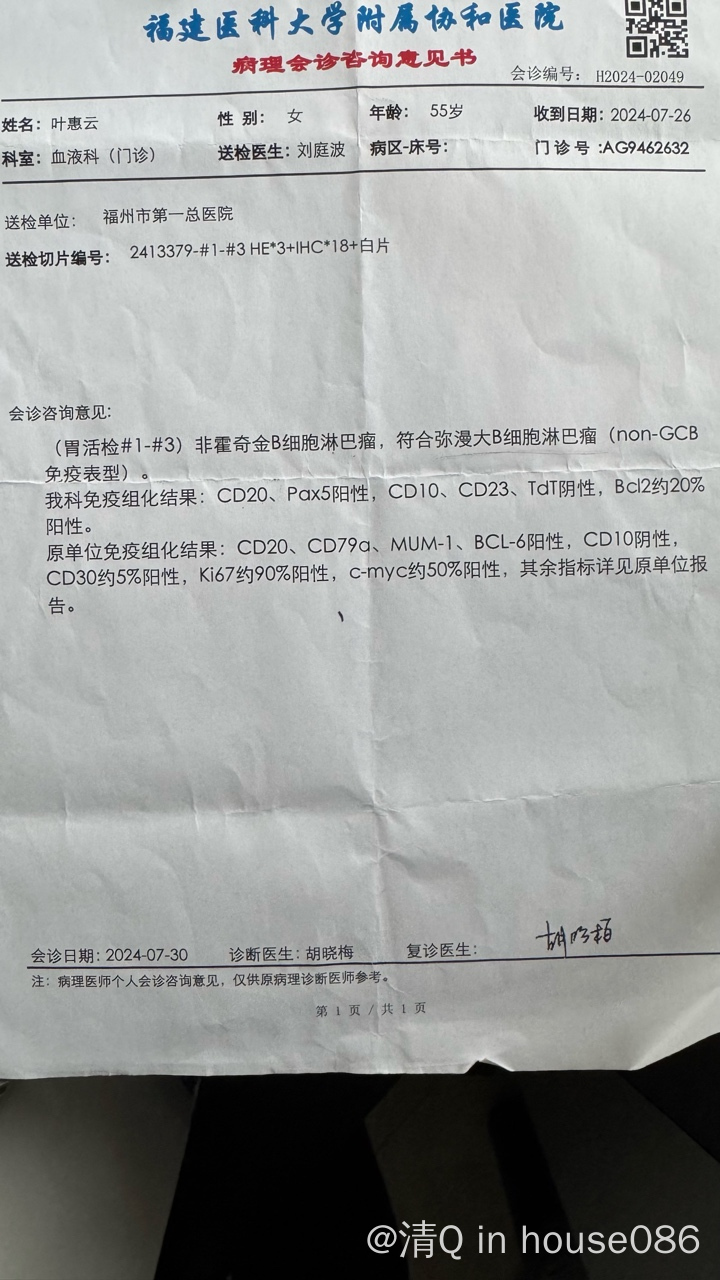 福建医科大学附属协和医院
病理会诊咨询意见书
会诊编号: H2024-02049
姓名: 叶惠云 性 别: 女 年龄: 55岁 收到日期: 2024-07-26
科室: 血液科（门诊） 送检医生: 刘庭波 病区-床号: 门 诊 号 :AG9462632
送检单位: 福州市第一总医院
送检切片编号: 2413379-#1-#3 HE*3+IHC*18+白片
会诊咨询意见:
（胃活检#1-#3）非霍奇金B细胞淋巴瘤，符合弥漫大B细胞淋巴瘤（non-GCB
免疫表型）。
我科免疫组化结果：CD20、Pax5阳性，CD10、CD23、TdT阴性，Bcl2约20%
阳性。
原单位免疫组化结果：CD20、CD79a、MUM-1、BCL-6阳性，CD10阴性，
CD30约5%阳性，Ki67约90%阳性，c-myc约50%阳性，其余指标详见原单位报
告。
会诊日期: 2024-07-30 诊断医生: 胡晓梅 复诊医生:
注: 病理医师个人会诊咨询意见，仅供原病理诊断医师参考。
第 1 页 / 共 1 页
@清Q in house086